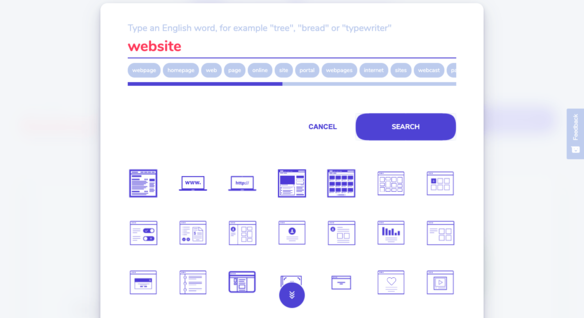 Type an English word, for example "tree", "bread" or "typewriter"
website
webpage homepage web page online site portal webpages internet sites webcast
CANCEL SEARCH
Feedback
www. http://